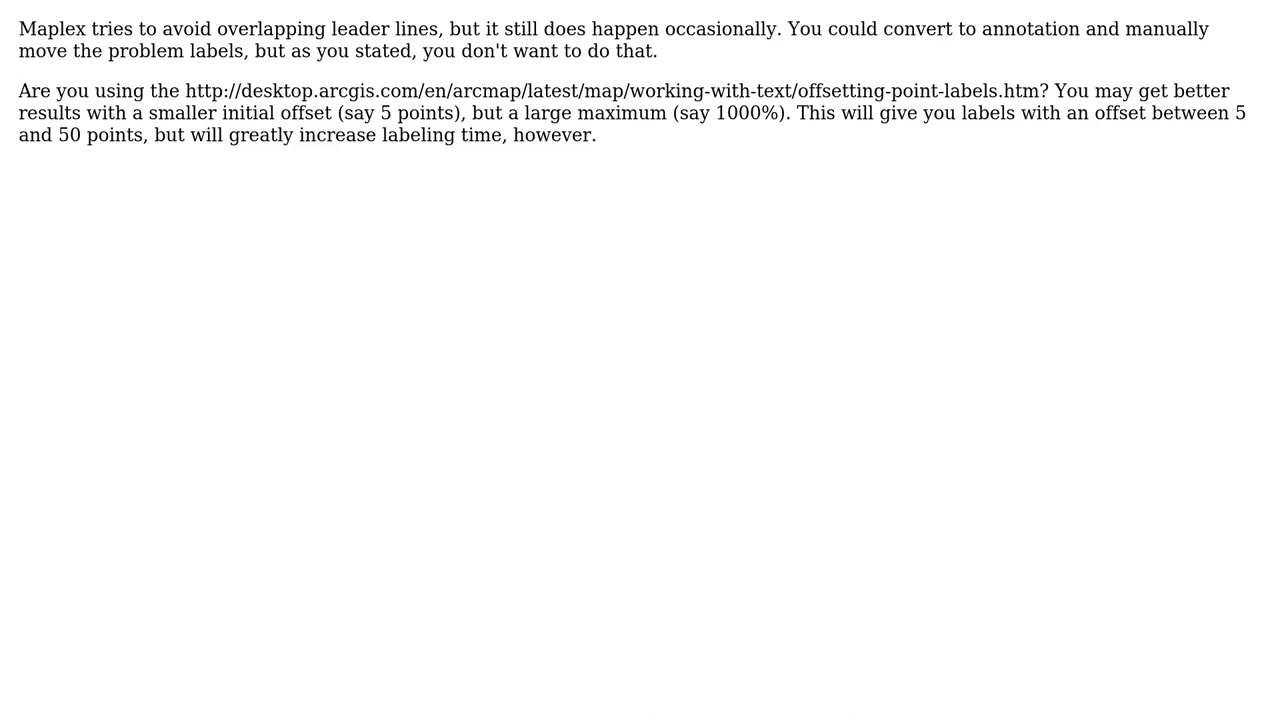 Maplex tries to avoid overlapping leader lines, but it still does happen occasionally. You could convert to annotation and manually
move the problem labels, but as you stated, you don't want to do that.
Are you using the http://desktop.arcgis.com/en/arcmap/latest/map/working-with-text/offsetting-point-labels.htm? You may get better
results with a smaller initial offset (say 5 points), but a large maximum (say 1000%). This will give you labels with an offset between 5
and 50 points, but will greatly increase labeling time, however.